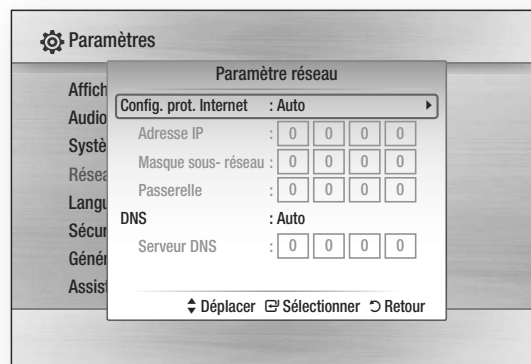 Paramètres
Affich
Audio
Systè
Résea
Langu
Sécur
Génér
Assist
Paramètre réseau
Config. prot. Internet : Auto
Adresse IP : 0 0 0 0
Masque sous- réseau : 0 0 0 0
Passerelle : 0 0 0 0
DNS : Auto
Serveur DNS : 0 0 0 0
Déplacer Sélectionner Retour